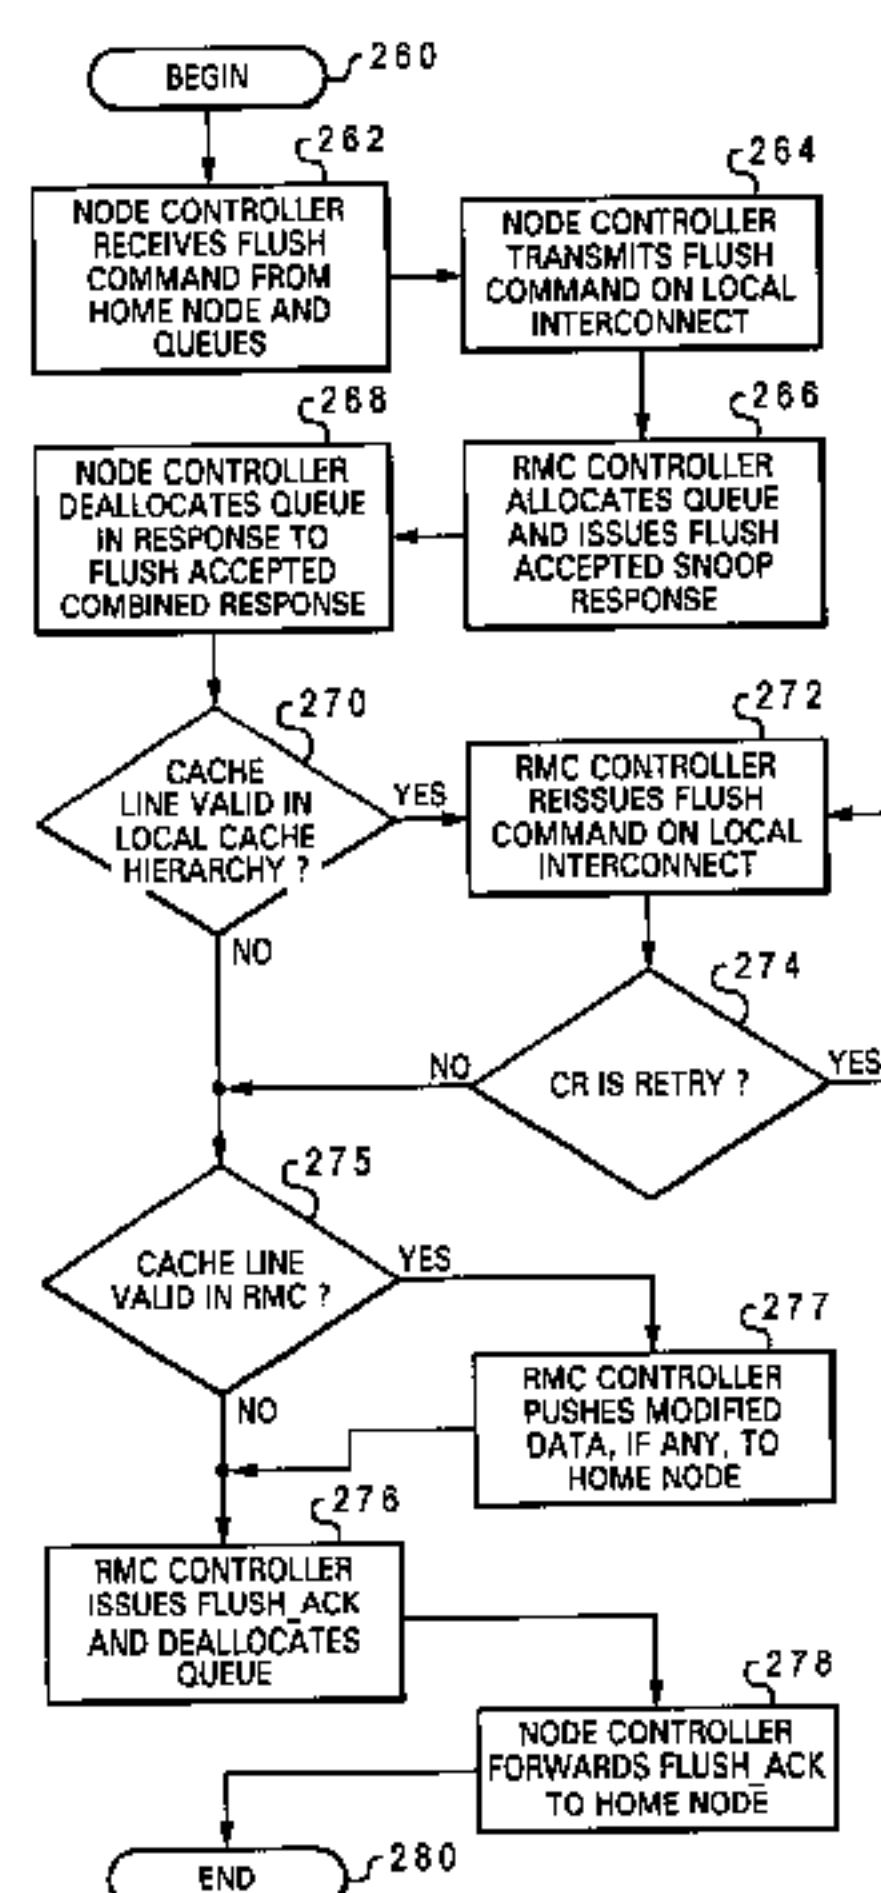 BEGIN
260
262
NODE CONTROLLER
RECEIVES FLUSH
COMMAND FROM
HOME NODE AND
QUEUES
264
NODE CONTROLLER
TRANSMITS FLUSH
COMMAND ON LOCAL
INTERCONNECT
266
RMC CONTROLLER
ALLOCATES QUEUE
AND ISSUES FLUSH
ACCEPTED SNOOP
RESPONSE
268
NODE CONTROLLER
DEALLOCATES QUEUE
IN RESPONSE TO
FLUSH ACCEPTED
COMBINED RESPONSE
270
CACHE
LINE VALID IN
LOCAL CACHE
HIERARCHY ?
YES
NO
272
RMC CONTROLLER
REISSUES FLUSH
COMMAND ON LOCAL
INTERCONNECT
274
CR IS RETRY ?
NO
YES
275
CACHE LINE
VALID IN RMC ?
YES
NO
277
RMC CONTROLLER
PUSHES MODIFIED
DATA, IF ANY, TO
HOME NODE
276
RMC CONTROLLER
ISSUES FLUSH_ACK
AND DEALLOCATES
QUEUE
278
NODE CONTROLLER
FORWARDS FLUSH_ACK
TO HOME NODE
END
280